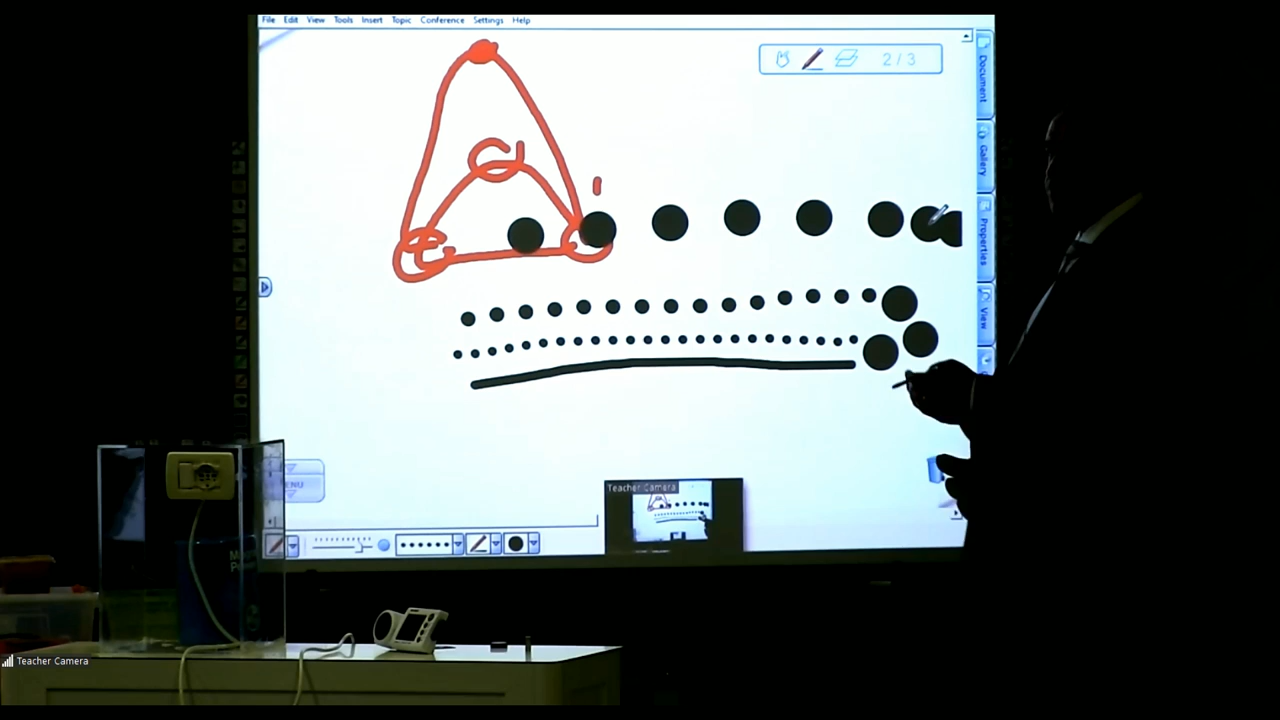 File Edit View Tools Insert Topic Conference Settings Help
2 / 3
Document
Gallery
Properties
View
ENU
Teacher Camera
Teacher Camera